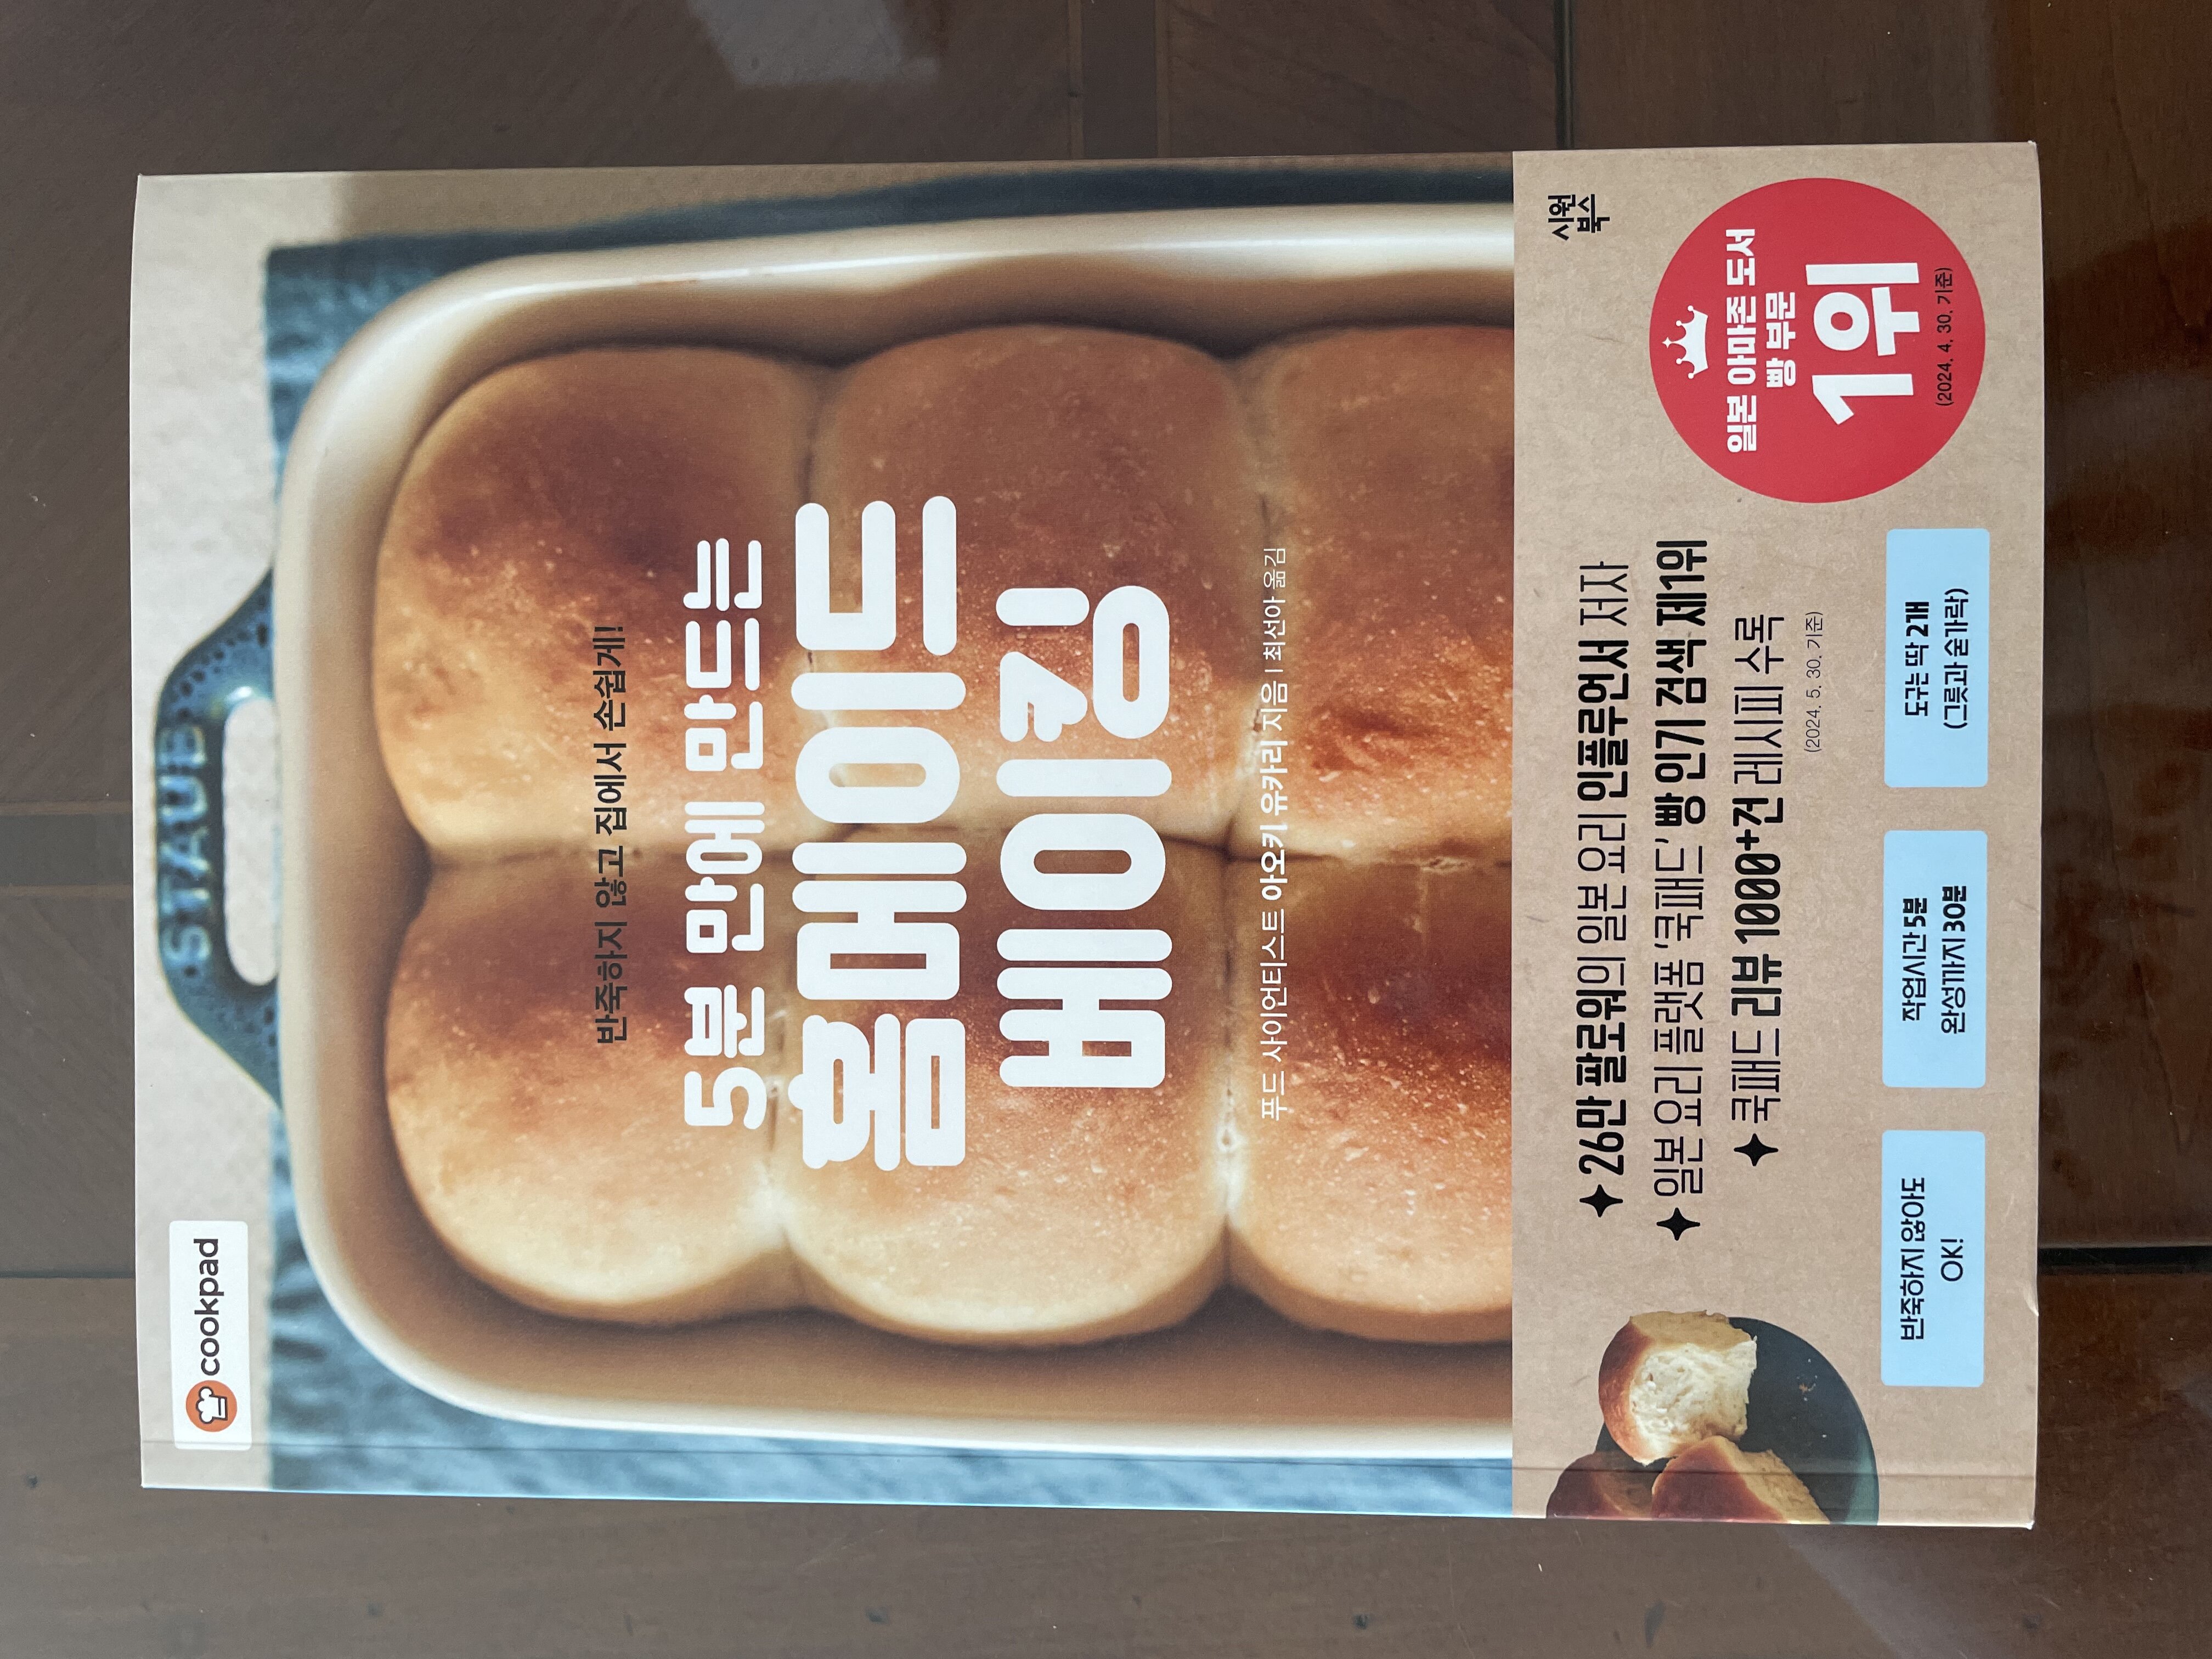 cookpad
STAUB
반죽하지 않고 집에서 손쉽게!
5분 만에 만드는
홈메이드
베이킹
푸드 사이언티스트 아오키 유카리 지음 | 최선아 옮김
시원
북스
✦ 26만 팔로워의 일본 요리 인플루언서 저자
✦ 일본 요리 플랫폼 ‘쿡패드’ 빵 인기 검색 제1위
✦ 쿡패드 리뷰 1000+건 레시피 수록
(2024. 5. 30. 기준)
일본 아마존 도서
빵 부문
1위
(2024. 4. 30. 기준)
반죽하지 않아도
OK!
작업시간 5분
완성까지 30분
도구는 딱 2개
(그릇과 숟가락)